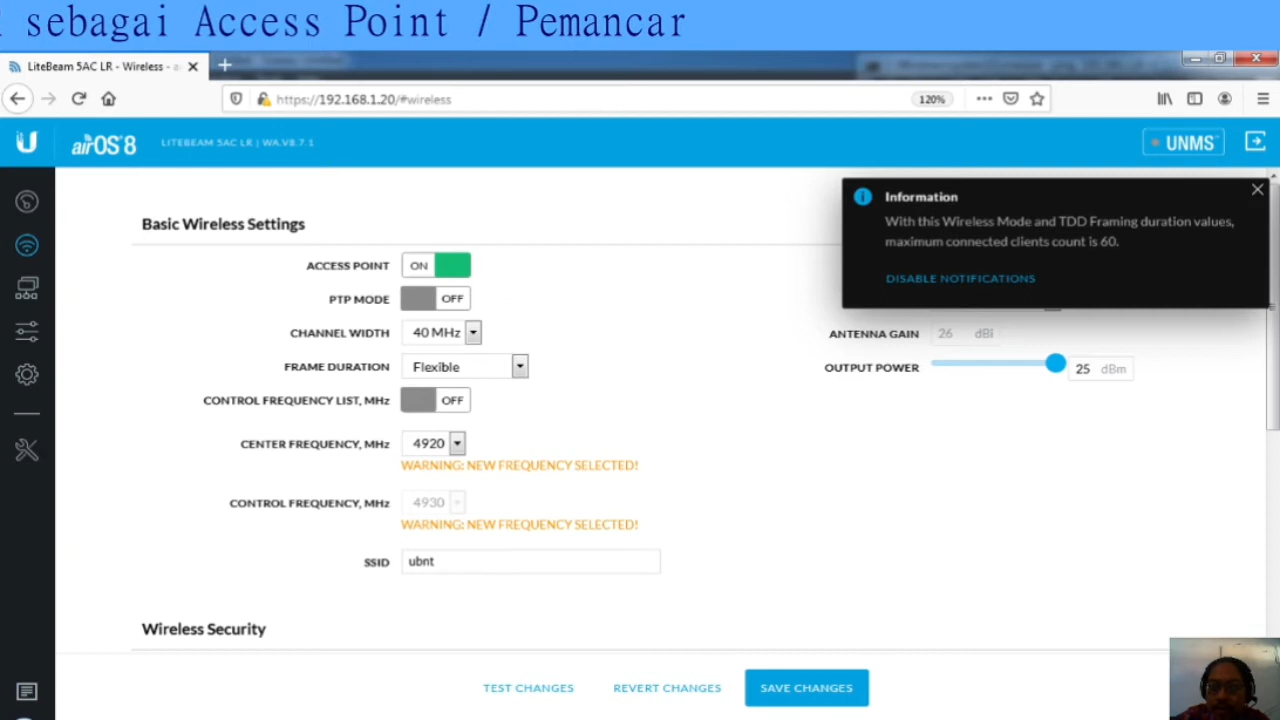 sebagai Access Point / Pemancar
LiteBeam 5AC LR - Wireless -
https://192.168.1.20/#wireless
120%
airOS 8
LITEBEAM 5AC LR | WA.V8.7.1
UNMS
Information
With this Wireless Mode and TDD Framing duration values,
maximum connected clients count is 60.
DISABLE NOTIFICATIONS
Basic Wireless Settings
ACCESS POINT ON
PTP MODE OFF
CHANNEL WIDTH 40 MHz
ANTENNA GAIN 26 dBi
FRAME DURATION Flexible
OUTPUT POWER 25 dBm
CONTROL FREQUENCY LIST, MHz OFF
CENTER FREQUENCY, MHz 4920
WARNING: NEW FREQUENCY SELECTED!
CONTROL FREQUENCY, MHz 4930
WARNING: NEW FREQUENCY SELECTED!
SSID ubnt
Wireless Security
TEST CHANGES REVERT CHANGES SAVE CHANGES